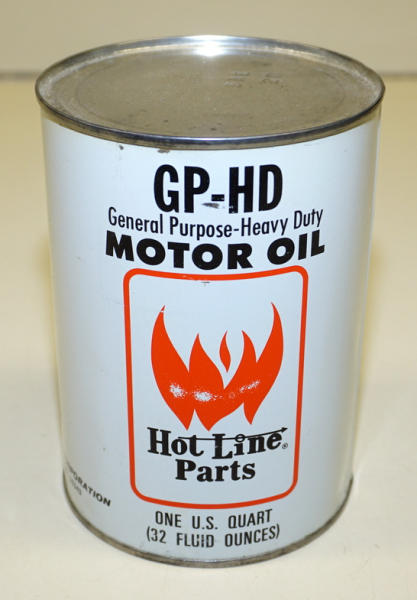 GP-HD
General Purpose-Heavy Duty
MOTOR OIL
Hot Line®
Parts
ONE U.S. QUART
(32 FLUID OUNCES)